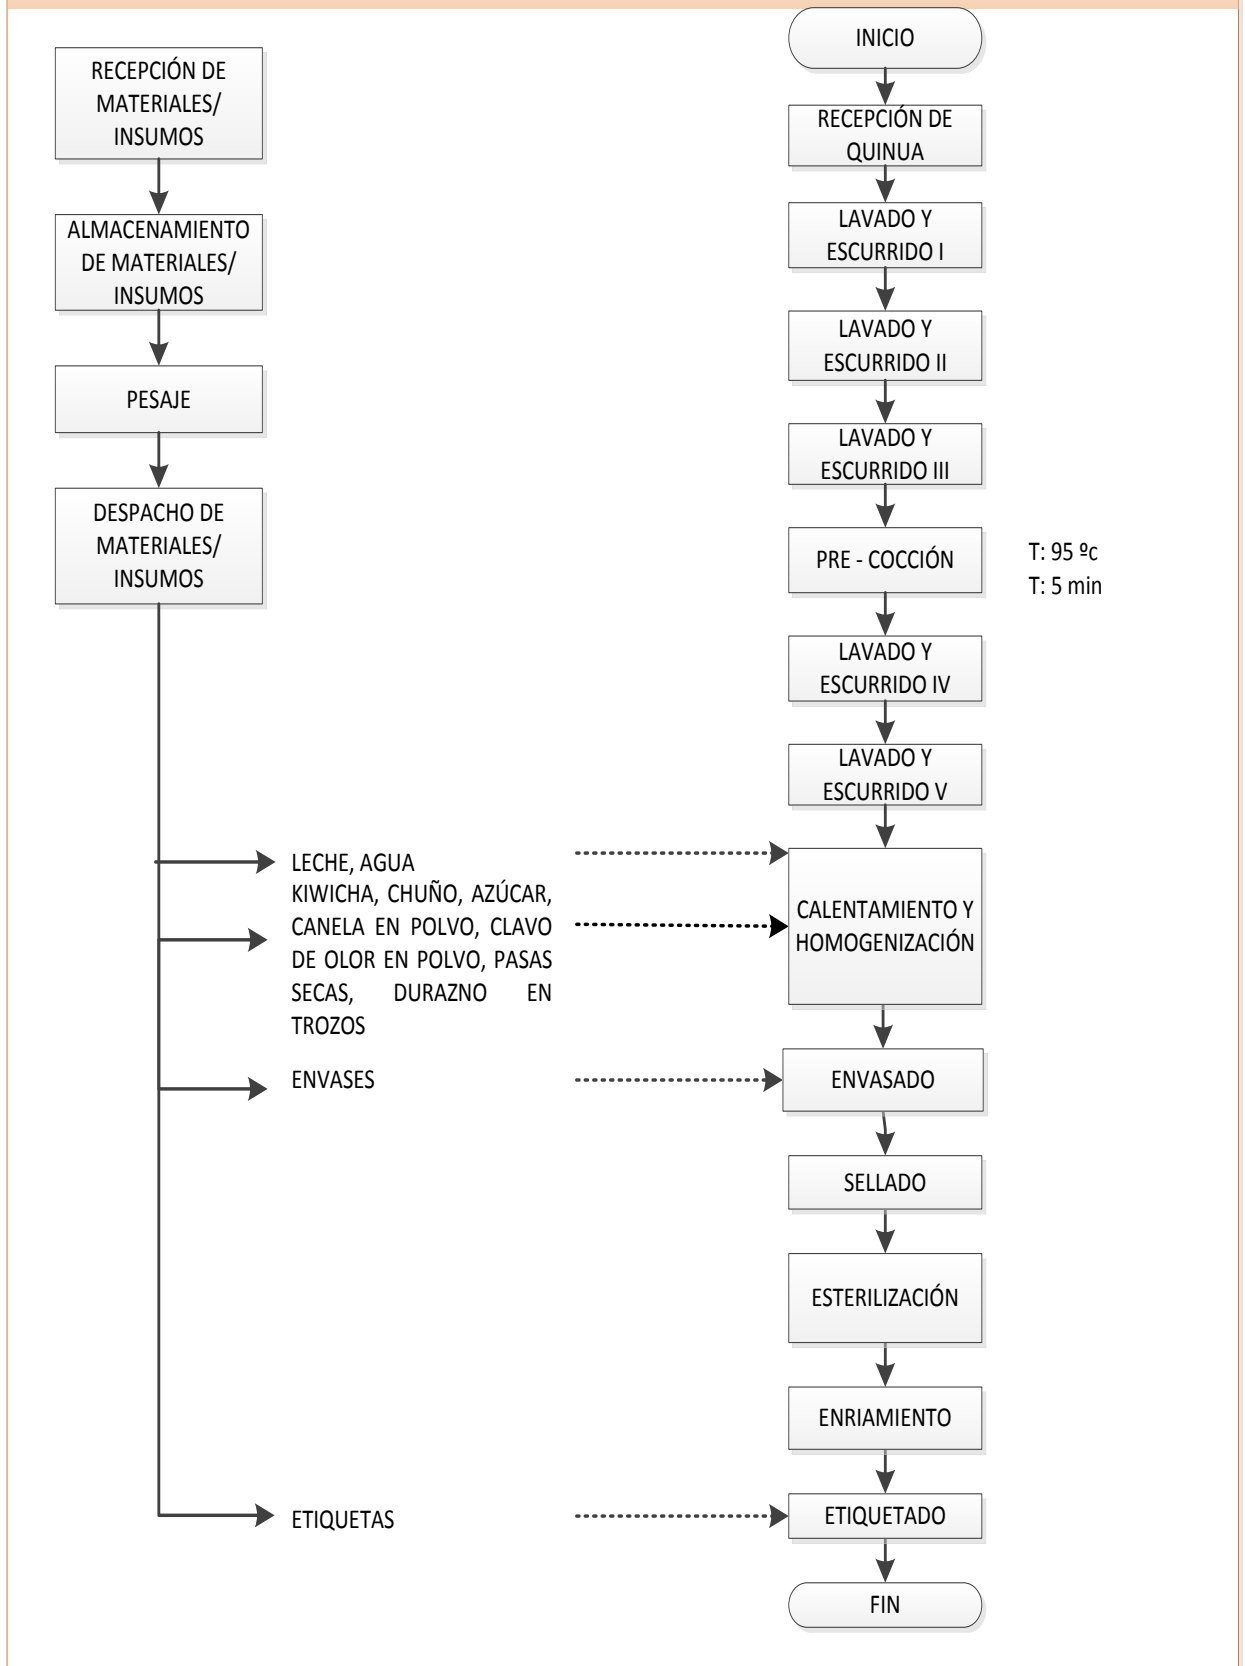 RECEPCIÓN DE
MATERIALES/
INSUMOS
ALMACENAMIENTO
DE MATERIALES/
INSUMOS
PESAJE
DESPACHO DE
MATERIALES/
INSUMOS
LECHE, AGUA
KIWICHA, CHUÑO, AZÚCAR,
CANELA EN POLVO, CLAVO
DE OLOR EN POLVO, PASAS
SECAS, DURAZNO EN
TROZOS
ENVASES
ETIQUETAS
INICIO
RECEPCIÓN DE
QUINUA
LAVADO Y
ESCURRIDO I
LAVADO Y
ESCURRIDO II
LAVADO Y
ESCURRIDO III
PRE - COCCIÓN
T: 95 ºc
T: 5 min
LAVADO Y
ESCURRIDO IV
LAVADO Y
ESCURRIDO V
CALENTAMIENTO Y
HOMOGENIZACIÓN
ENVASADO
SELLADO
ESTERILIZACIÓN
ENRIAMIENTO
ETIQUETADO
FIN